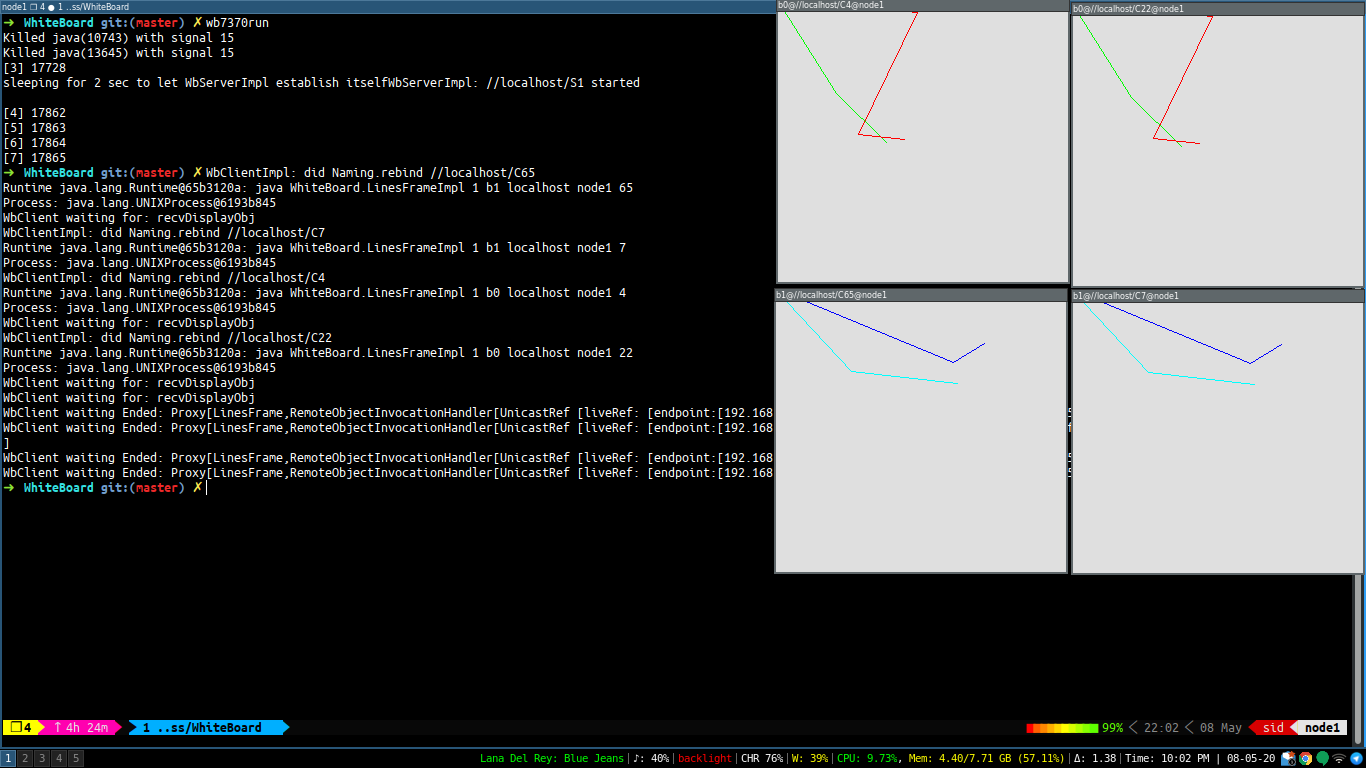 node1 ❐ 4 ● 1 ..ss/WhiteBoard
➜ WhiteBoard git:(master) ✗ wb7370run
Killed java(10743) with signal 15
Killed java(13645) with signal 15
[3] 17728
sleeping for 2 sec to let WbServerImpl establish itselfWbServerImpl: //localhost/S1 started
[4] 17862
[5] 17863
[6] 17864
[7] 17865
➜ WhiteBoard git:(master) ✗ WbClientImpl: did Naming.rebind //localhost/C65
Runtime java.lang.Runtime@65b3120a: java WhiteBoard.LinesFrameImpl 1 b1 localhost node1 65
Process: java.lang.UNIXProcess@6193b845
WbClient waiting for: recvDisplayObj
WbClientImpl: did Naming.rebind //localhost/C7
Runtime java.lang.Runtime@65b3120a: java WhiteBoard.LinesFrameImpl 1 b1 localhost node1 7
Process: java.lang.UNIXProcess@6193b845
WbClientImpl: did Naming.rebind //localhost/C4
Runtime java.lang.Runtime@65b3120a: java WhiteBoard.LinesFrameImpl 1 b0 localhost node1 4
Process: java.lang.UNIXProcess@6193b845
WbClient waiting for: recvDisplayObj
WbClientImpl: did Naming.rebind //localhost/C22
Runtime java.lang.Runtime@65b3120a: java WhiteBoard.LinesFrameImpl 1 b0 localhost node1 22
Process: java.lang.UNIXProcess@6193b845
WbClient waiting for: recvDisplayObj
WbClient waiting for: recvDisplayObj
WbClient waiting Ended: Proxy[LinesFrame,RemoteObjectInvocationHandler[UnicastRef [liveRef: [endpoint:[192.168
WbClient waiting Ended: Proxy[LinesFrame,RemoteObjectInvocationHandler[UnicastRef [liveRef: [endpoint:[192.168
]
WbClient waiting Ended: Proxy[LinesFrame,RemoteObjectInvocationHandler[UnicastRef [liveRef: [endpoint:[192.168
WbClient waiting Ended: Proxy[LinesFrame,RemoteObjectInvocationHandler[UnicastRef [liveRef: [endpoint:[192.168
➜ WhiteBoard git:(master) ✗
b0@//localhost/C4@node1
b0@//localhost/C22@node1
b1@//localhost/C65@node1
b1@//localhost/C7@node1
❐ 4 ↑ 4h 24m 1 ..ss/WhiteBoard
99% 22:02 08 May sid node1
1 2 3 4 5
Lana Del Rey: Blue Jeans | ♪: 40% | backlight | CHR 76% | W: 39% | CPU: 9.73%, Mem: 4.40/7.71 GB (57.11%) | Δ: 1.38 | Time: 10:02 PM | 08-05-20